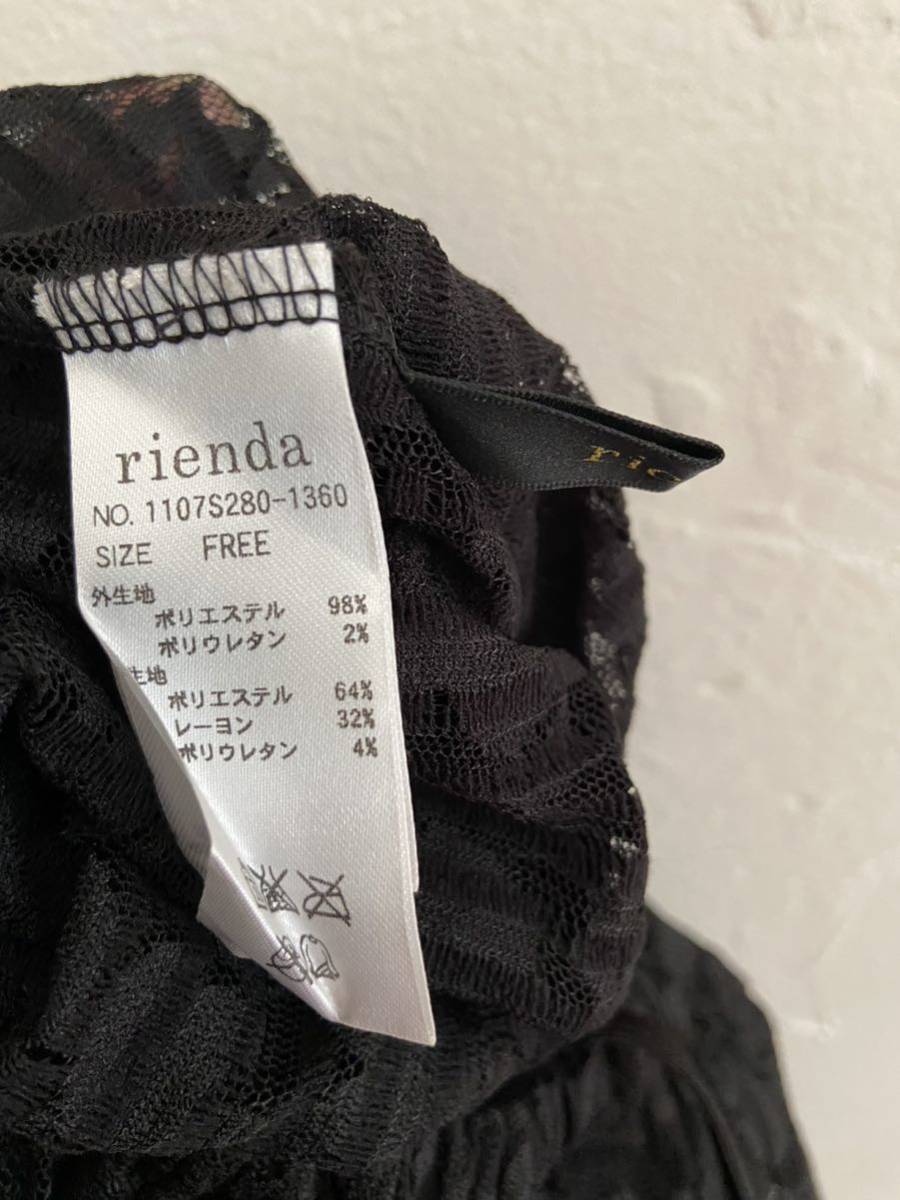 rienda
NO. 1107S280-1360
SIZE FREE
外生地
ポリエステル 98%
ポリウレタン 2%
生地
ポリエステル 64%
レーヨン 32%
ポリウレタン 4%